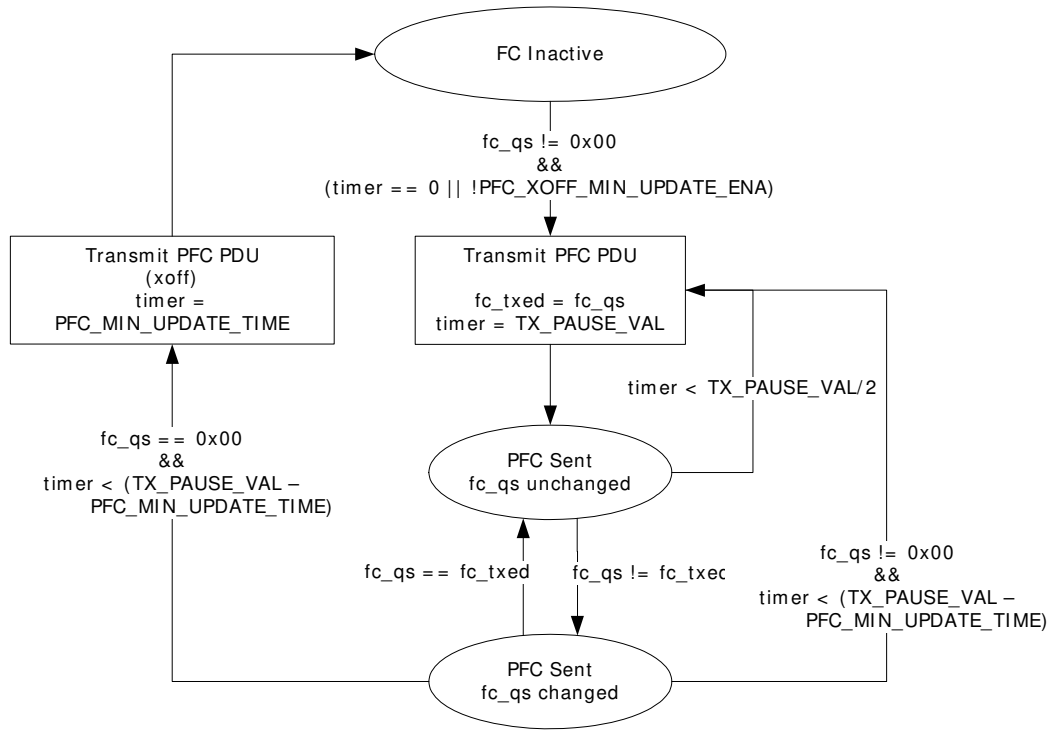 FC Inactive
fc_qs != 0x00
&&
(timer == 0 || !PFC_XOFF_MIN_UPDATE_ENA)
Transmit PFC PDU
(xoff)
timer =
PFC_MIN_UPDATE_TIME
Transmit PFC PDU
fc_txed = fc_qs
timer = TX_PAUSE_VAL
timer < TX_PAUSE_VAL/2
fc_qs == 0x00
&&
timer < (TX_PAUSE_VAL –
PFC_MIN_UPDATE_TIME)
PFC Sent
fc_qs unchanged
fc_qs == fc_txed
fc_qs != fc_txed
fc_qs != 0x00
&&
timer < (TX_PAUSE_VAL –
PFC_MIN_UPDATE_TIME)
PFC Sent
fc_qs changed